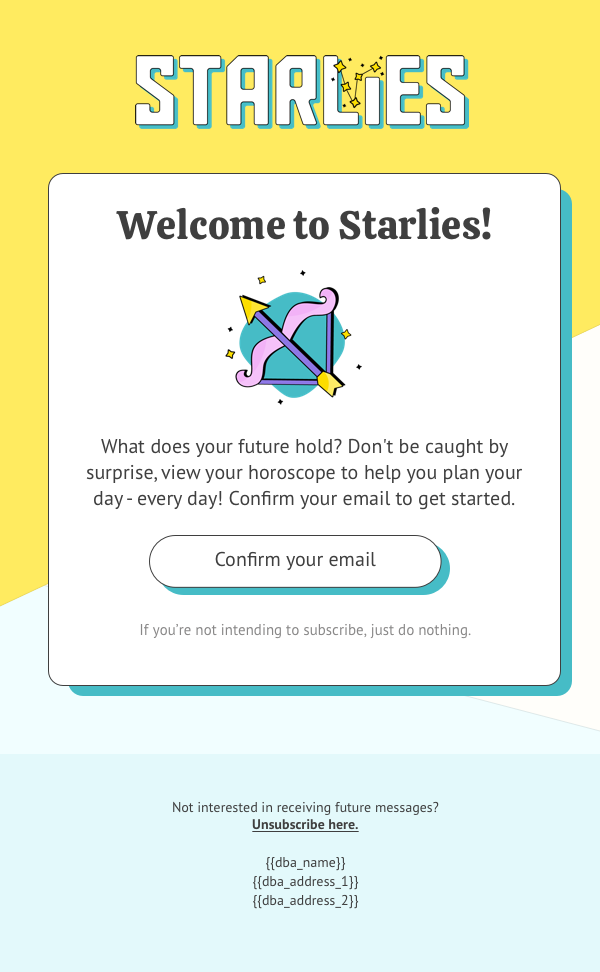 STARLiES
Welcome to Starlies!
What does your future hold? Don't be caught by
surprise, view your horoscope to help you plan your
day - every day! Confirm your email to get started.
Confirm your email
If you’re not intending to subscribe, just do nothing.
Not interested in receiving future messages?
Unsubscribe here.
{{dba_name}}
{{dba_address_1}}
{{dba_address_2}}